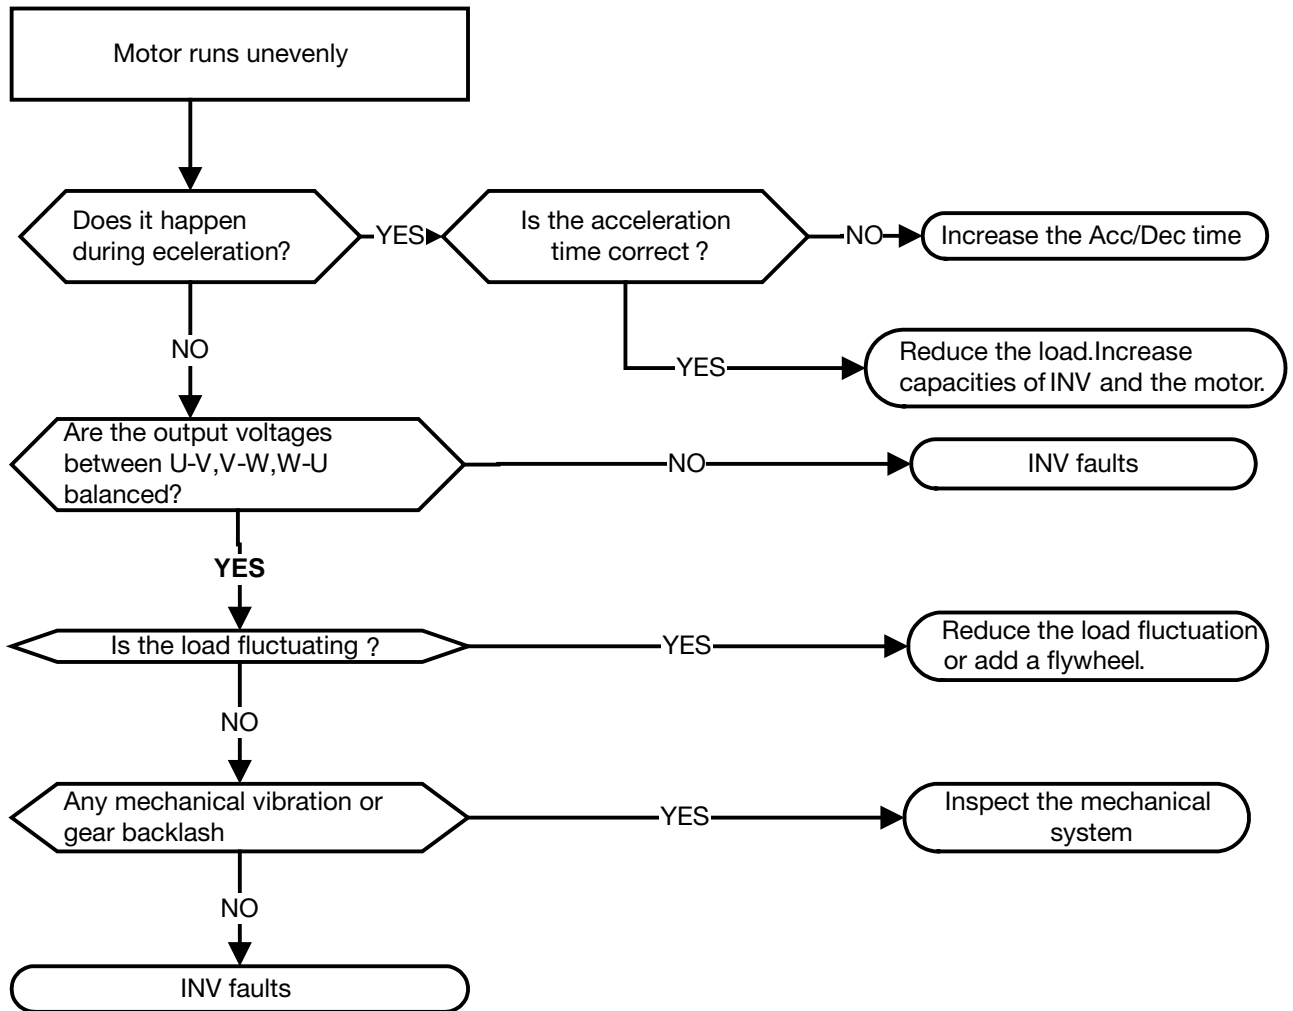 Motor runs unevenly
Does it happen
during eceleration?
YES
Is the acceleration
time correct ?
NO
Increase the Acc/Dec time
NO
YES
Reduce the load.Increase
capacities of INV and the motor.
Are the output voltages
between U-V,V-W,W-U
balanced?
NO
INV faults
YES
Is the load fluctuating ?
YES
Reduce the load fluctuation
or add a flywheel.
NO
Any mechanical vibration or
gear backlash
YES
Inspect the mechanical
system
NO
INV faults